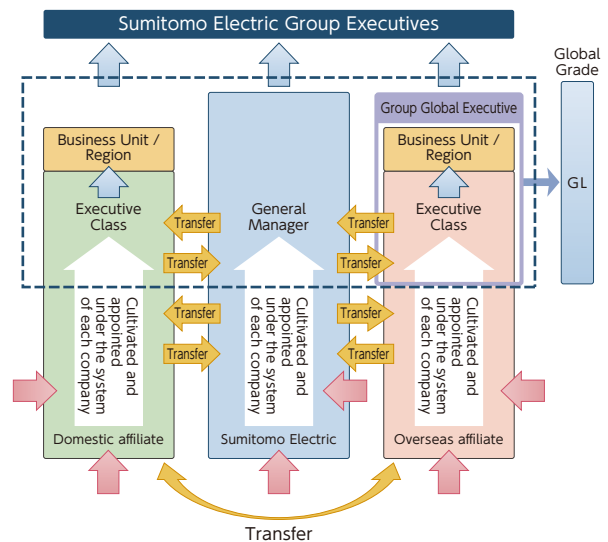 Sumitomo Electric Group Executives
Global
Grade
Group Global Executive
Business Unit /
Region
Business Unit /
Region
GL
Executive
Class
General
Manager
Executive
Class
Transfer
Transfer
Transfer
Transfer
Transfer
Transfer
Transfer
Transfer
Cultivated and
appointed
under the system
of each company
Cultivated and
appointed
under the system
of each company
Cultivated and
appointed
under the system
of each company
Domestic affiliate
Sumitomo Electric
Overseas affiliate
Transfer